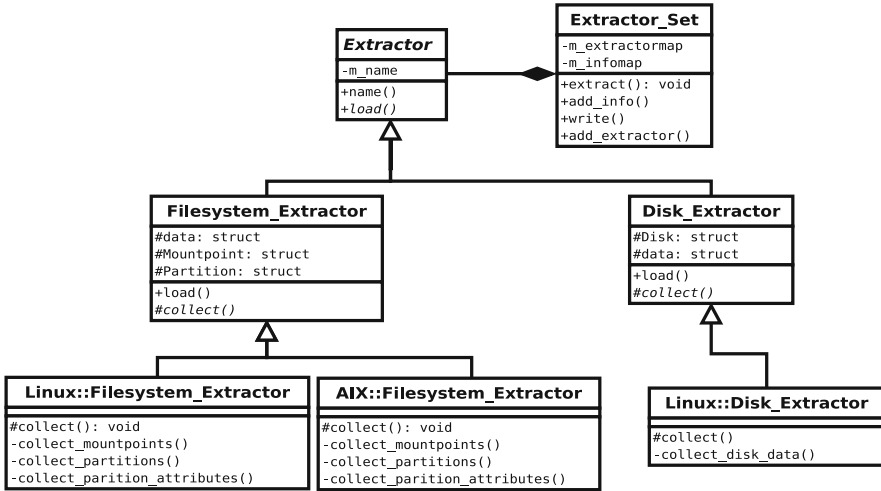 Extractor
-m_name
+name()
+load()
Extractor_Set
-m_extractormap
-m_infomap
+extract(): void
+add_info()
+write()
+add_extractor()
Filesystem_Extractor
#data: struct
#Mountpoint: struct
#Partition: struct
+load()
#collect()
Disk_Extractor
#Disk: struct
#data: struct
+load()
#collect()
Linux::Filesystem_Extractor
#collect(): void
-collect_mountpoints()
-collect_partitions()
-collect_parition_attributes()
AIX::Filesystem_Extractor
#collect(): void
-collect_mountpoints()
-collect_partitions()
-collect_parition_attributes()
Linux::Disk_Extractor
#collect()
-collect_disk_data()